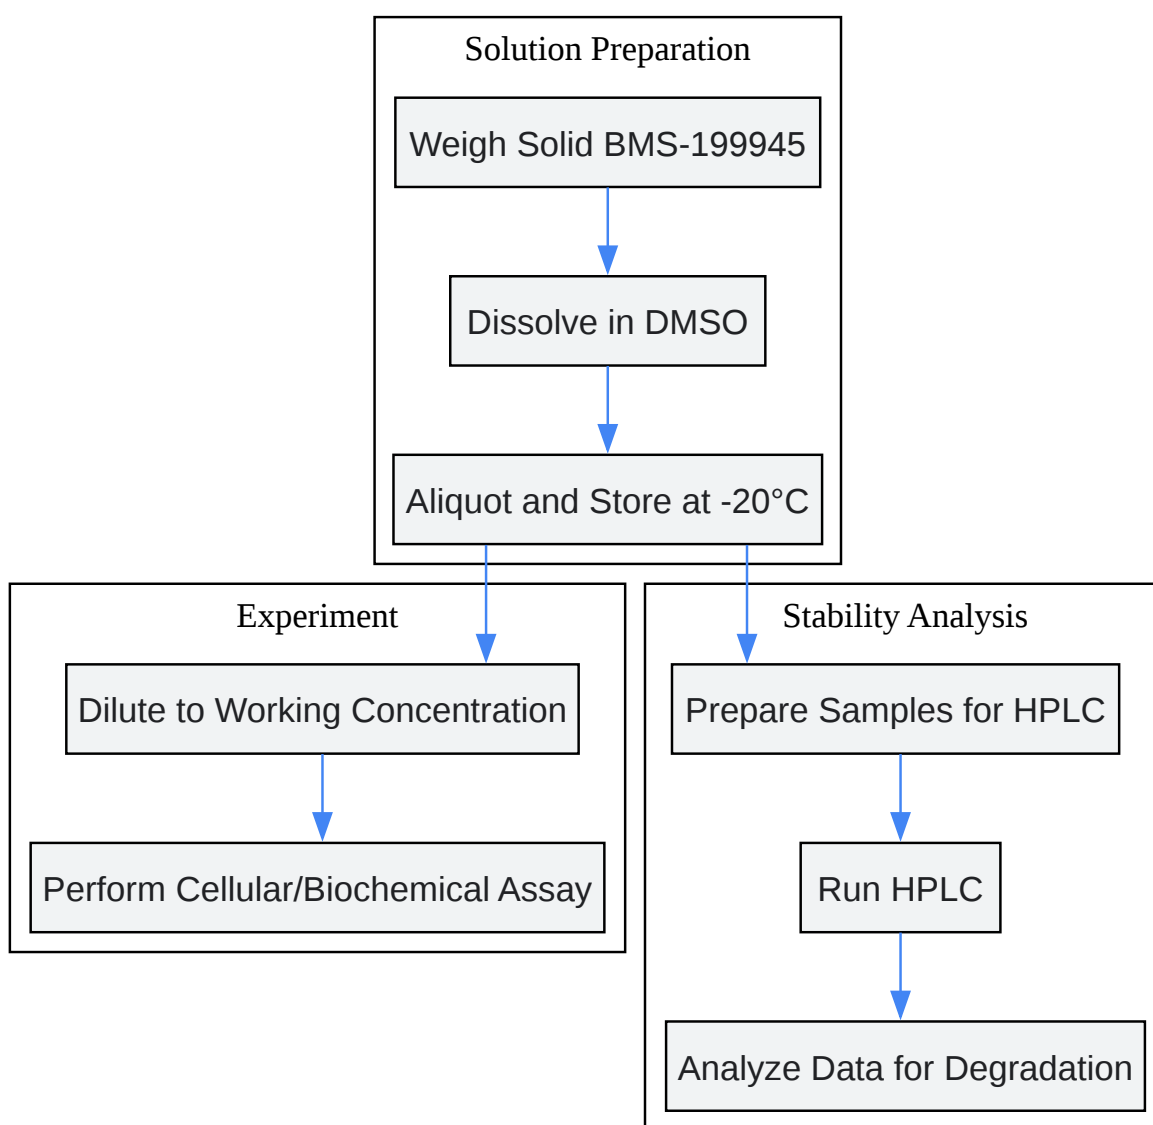 Solution Preparation
Weigh Solid BMS-199945
Dissolve in DMSO
Aliquot and Store at -20°C
Experiment
Dilute to Working Concentration
Perform Cellular/Biochemical Assay
Stability Analysis
Prepare Samples for HPLC
Run HPLC
Analyze Data for Degradation